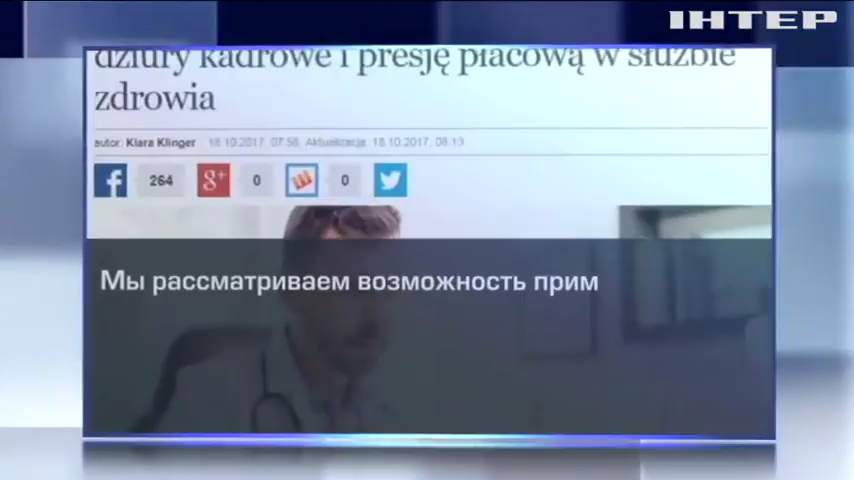 ІНТЕР
dziury kadrowe i presję płacową w służbie
zdrowia
autor: Klara Klinger 18.10.2017, 07:58, Aktualizacja: 18.10.2017, 08:13
f 264 g+ 0 0
Мы рассматриваем возможность прим